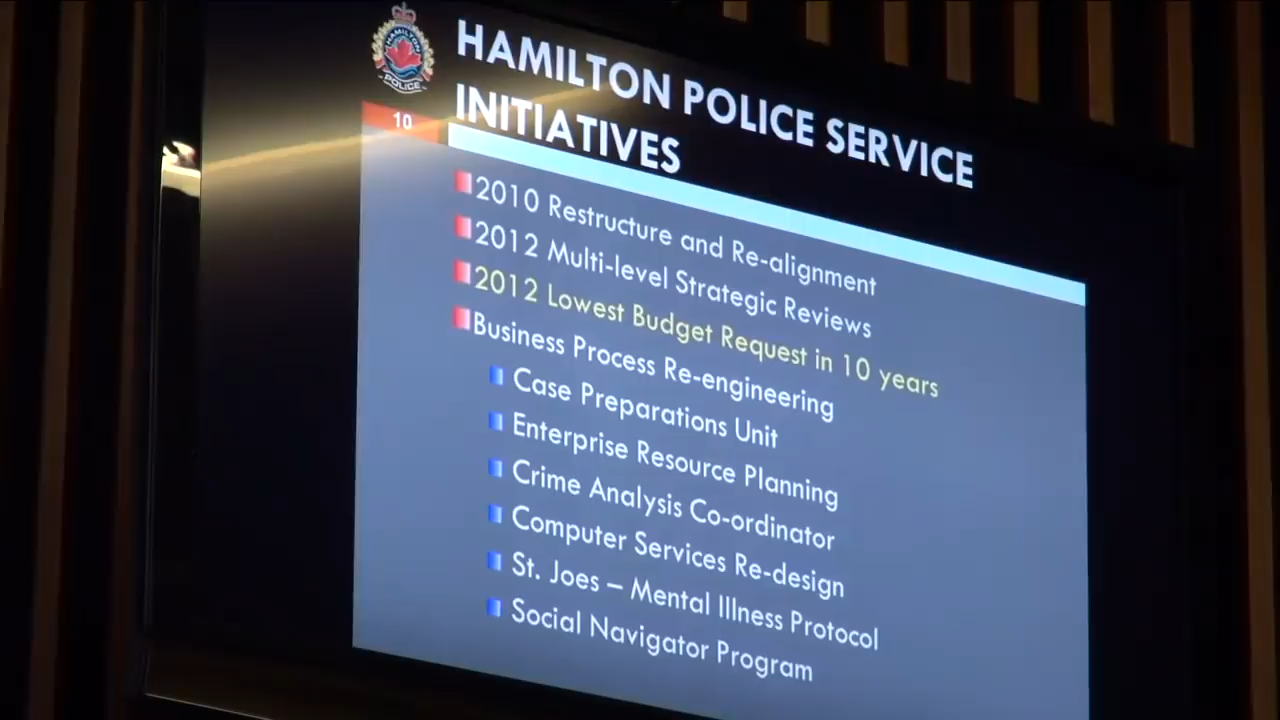 HAMILTON
POLICE
HAMILTON POLICE SERVICE
INITIATIVES
10
2010 Restructure and Re-alignment
2012 Multi-level Strategic Reviews
2012 Lowest Budget Request in 10 years
Business Process Re-engineering
Case Preparations Unit
Enterprise Resource Planning
Crime Analysis Co-ordinator
Computer Services Re-design
St. Joes – Mental Illness Protocol
Social Navigator Program